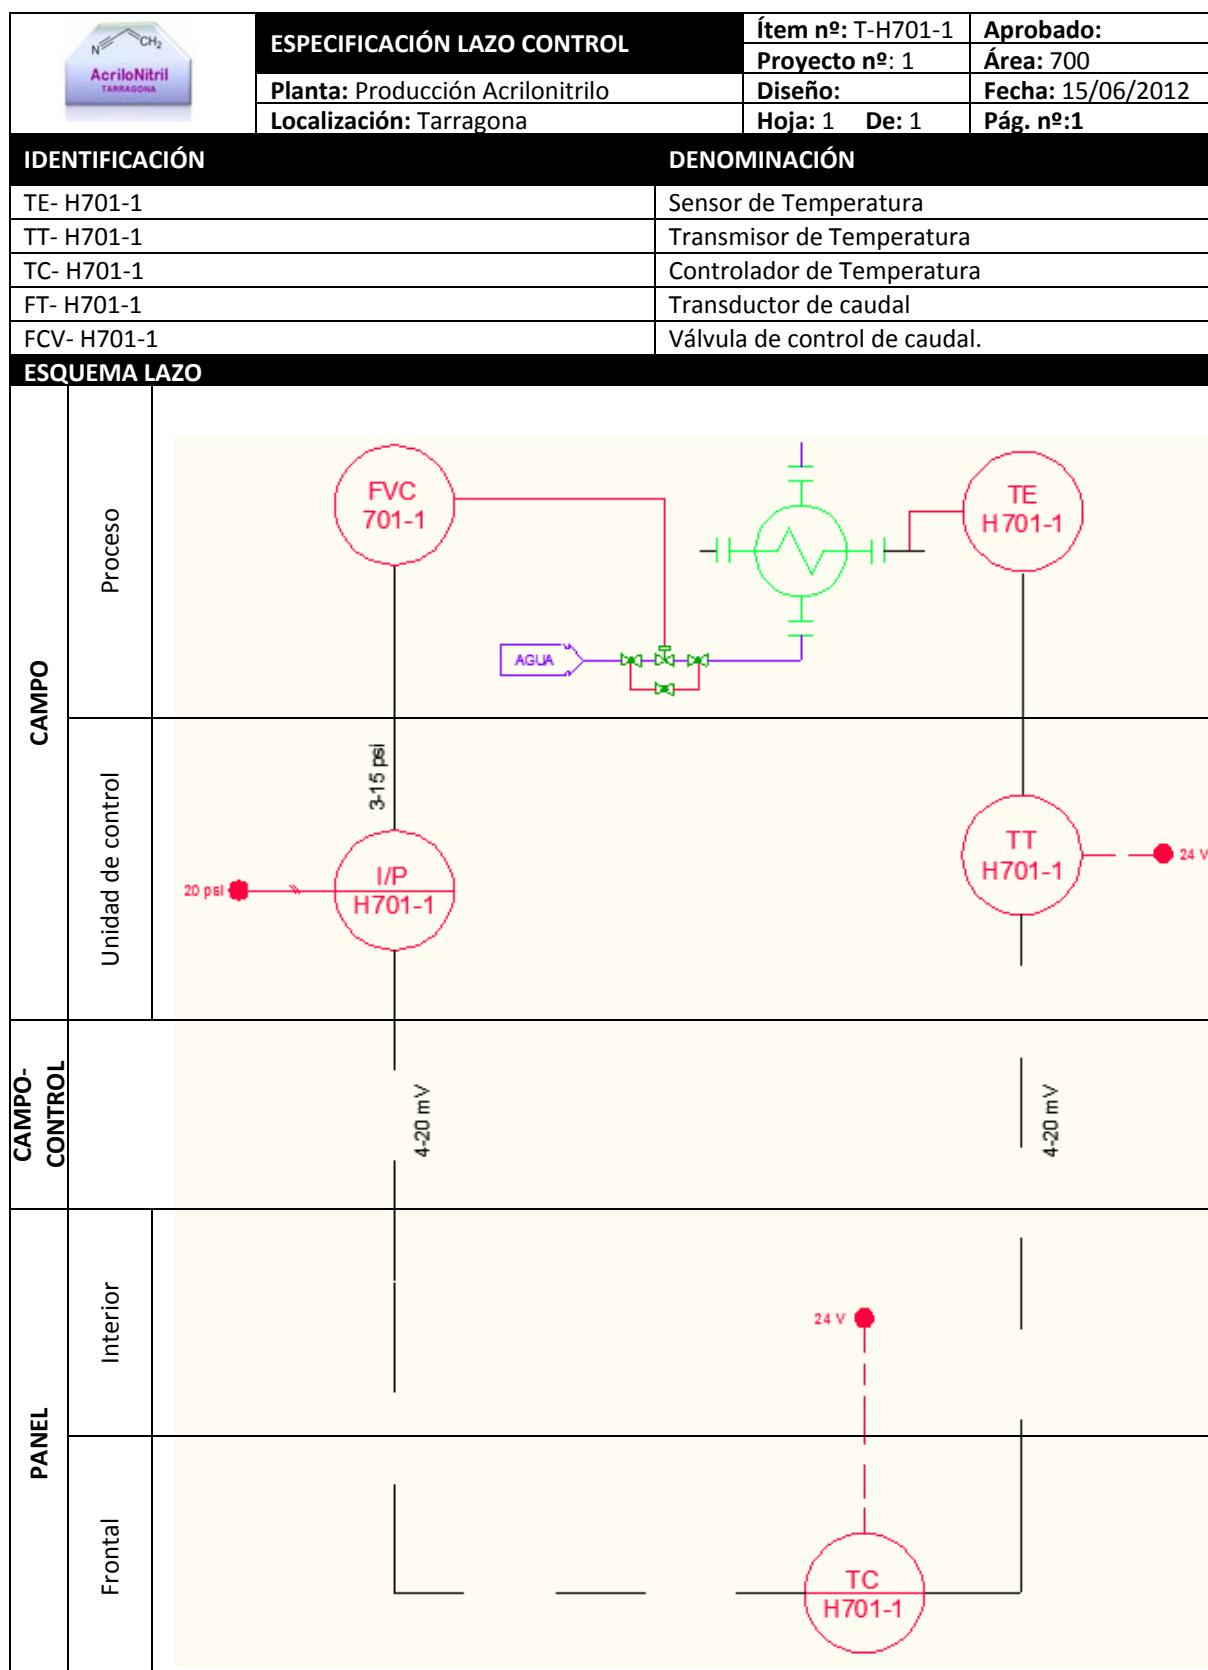 N CH2
AcriloNitril
TARRAGONA
ESPECIFICACIÓN LAZO CONTROL
Ítem nº: T-H701-1
Aprobado:
Proyecto nº: 1
Área: 700
Planta: Producción Acrilonitrilo
Diseño:
Fecha: 15/06/2012
Localización: Tarragona
Hoja: 1 De: 1
Pág. nº:1
IDENTIFICACIÓN
DENOMINACIÓN
TE- H701-1
Sensor de Temperatura
TT- H701-1
Transmisor de Temperatura
TC- H701-1
Controlador de Temperatura
FT- H701-1
Transductor de caudal
FCV- H701-1
Válvula de control de caudal.
ESQUEMA LAZO
CAMPO
Proceso
FVC
701-1
TE
H701-1
AGUA
Unidad de control
3-15 psi
I/P
H701-1
20 psi
TT
H701-1
24 V
CAMPO-
CONTROL
4-20 mV
4-20 mV
PANEL
Interior
24 V
Frontal
TC
H701-1